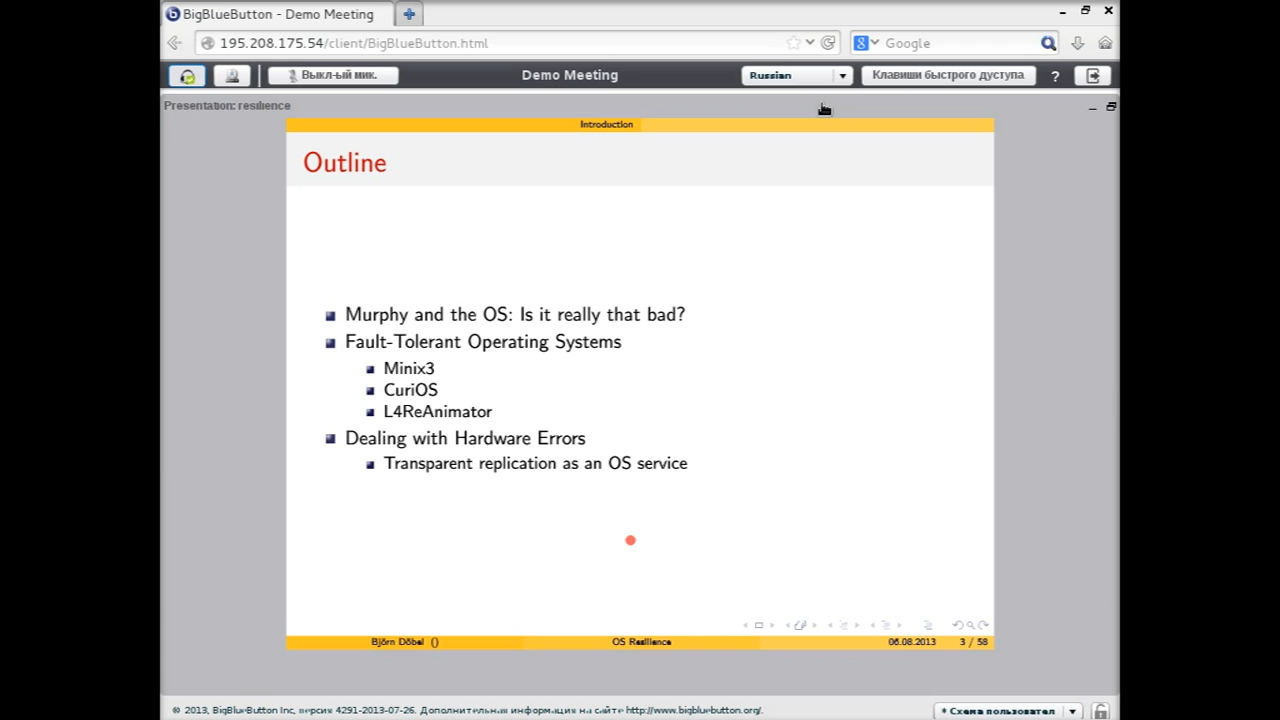 BigBlueButton - Demo Meeting
195.208.175.54/client/BigBlueButton.html
Google
Выкл-ый мик.
Demo Meeting
Russian
Клавиши быстрого доступа
?
Presentation: resilience
Introduction
Outline
Murphy and the OS: Is it really that bad?
Fault-Tolerant Operating Systems
Minix3
CuriOS
L4ReAnimator
Dealing with Hardware Errors
Transparent replication as an OS service
Björn Döbel ()
OS Resilience
06.08.2013
3 / 58
© 2013, BigBlueButton Inc, версия 4291-2013-07-26. Дополнительная информация на сайте http://www.bigbluebutton.org/.
* Схема пользовател